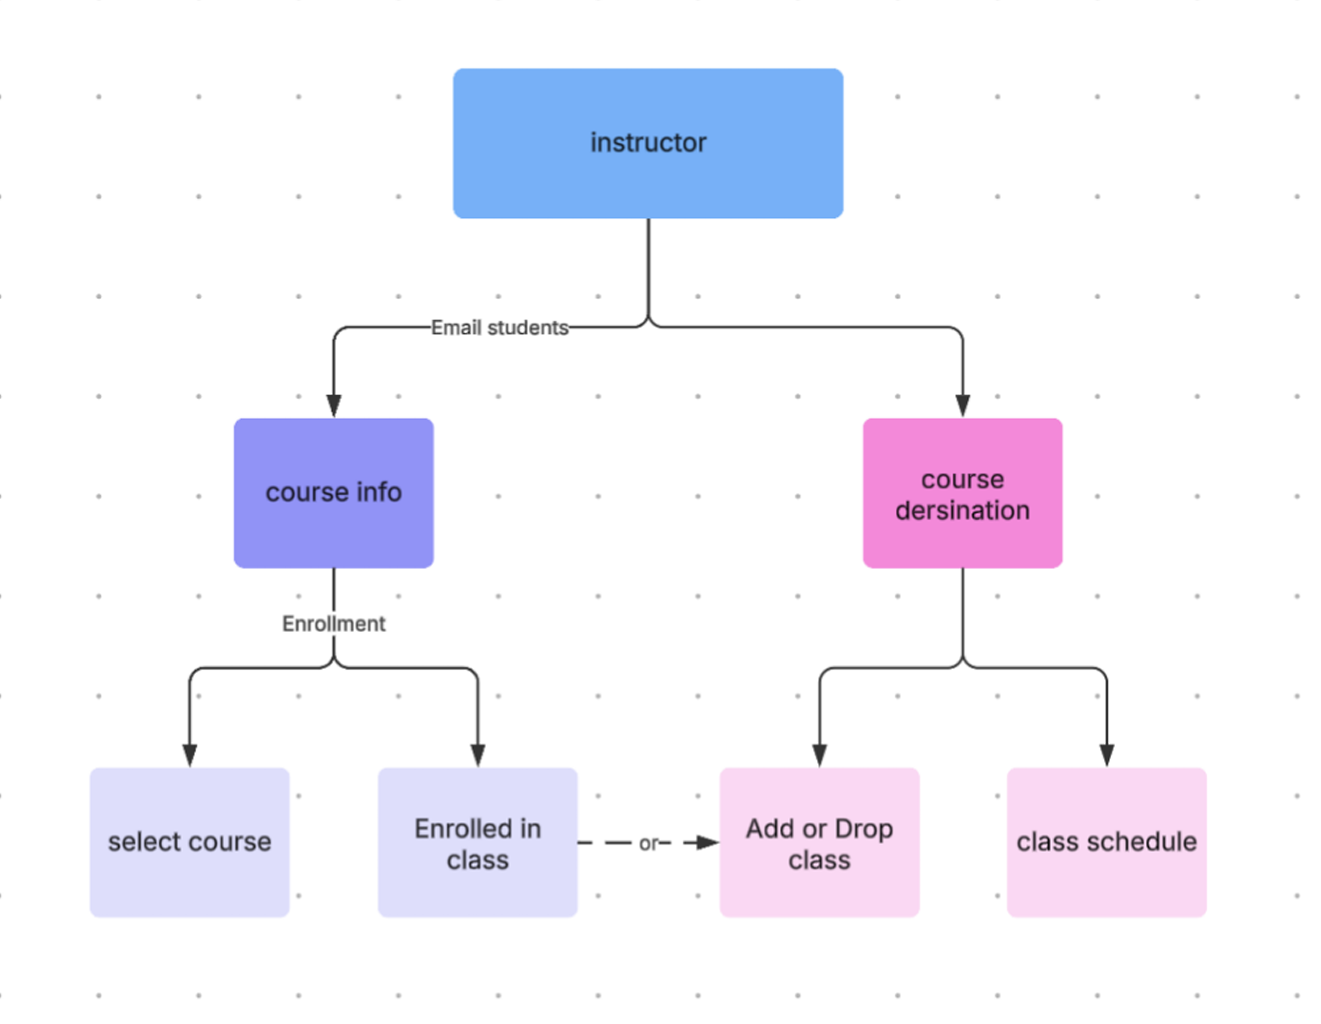 instructor
Email students
course info
course
dersination
Enrollment
select course
Enrolled in
class
or
Add or Drop
class
class schedule